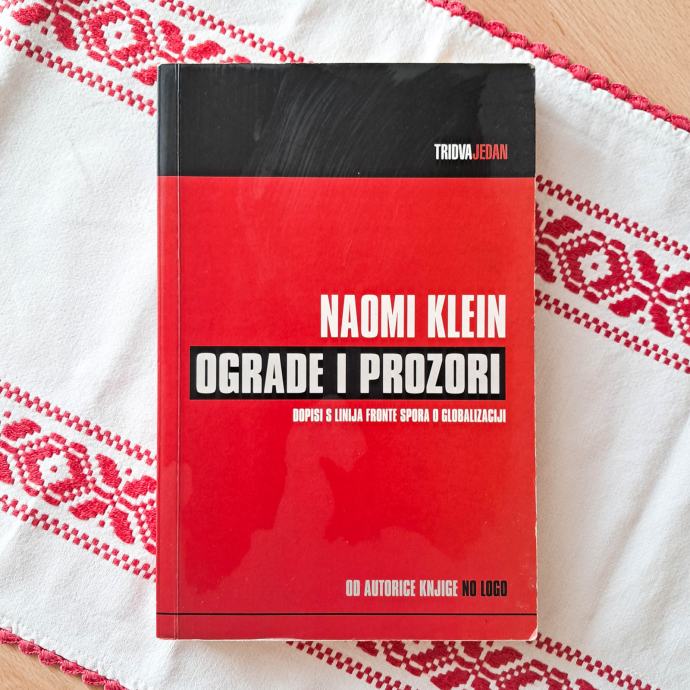 TRIDVAJEDAN
NAOMI KLEIN
OGRADE I PROZORI
DOPISI S LINIJA FRONTE SPORA O GLOBALIZACIJI
OD AUTORICE KNJIGE NO LOGO